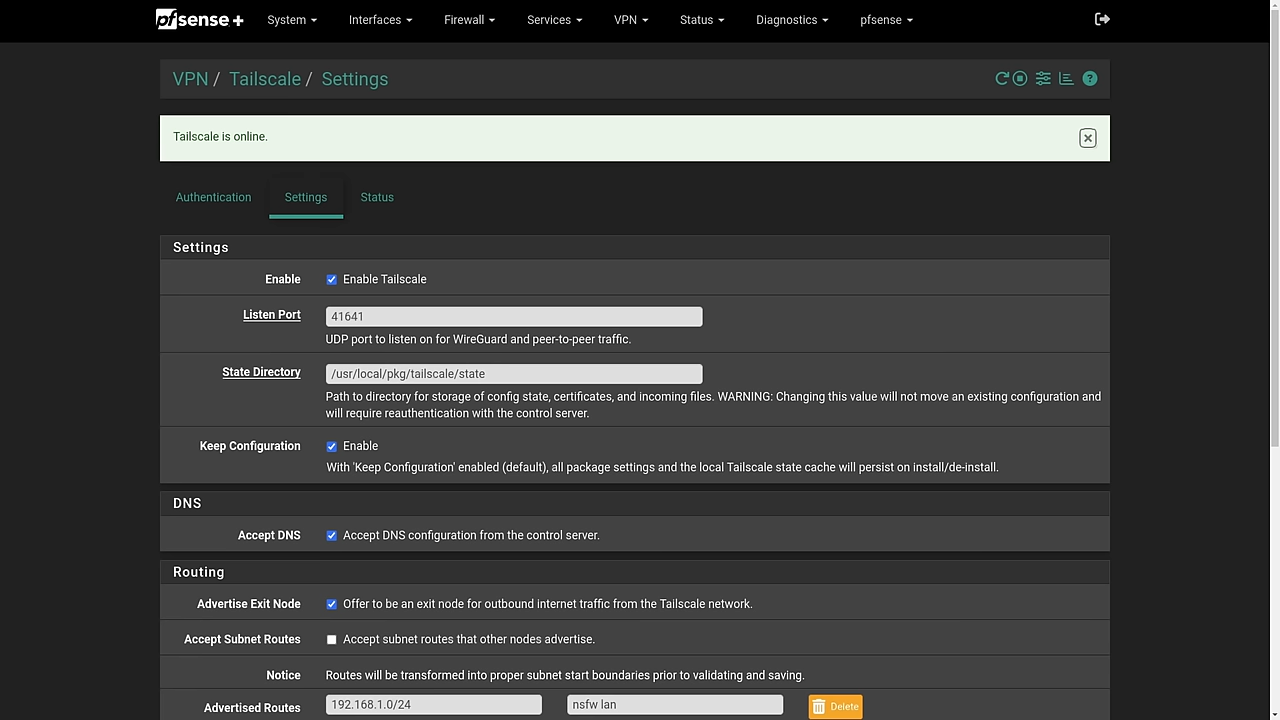 pfsense + System Interfaces Firewall Services VPN Status Diagnostics pfsense
VPN / Tailscale / Settings
Tailscale is online.
Authentication Settings Status
Settings
Enable Enable Tailscale
Listen Port 41641
UDP port to listen on for WireGuard and peer-to-peer traffic.
State Directory /usr/local/pkg/tailscale/state
Path to directory for storage of config state, certificates, and incoming files. WARNING: Changing this value will not move an existing configuration and
will require reauthentication with the control server.
Keep Configuration Enable
With 'Keep Configuration' enabled (default), all package settings and the local Tailscale state cache will persist on install/de-install.
DNS
Accept DNS Accept DNS configuration from the control server.
Routing
Advertise Exit Node Offer to be an exit node for outbound internet traffic from the Tailscale network.
Accept Subnet Routes Accept subnet routes that other nodes advertise.
Notice Routes will be transformed into proper subnet start boundaries prior to validating and saving.
Advertised Routes 192.168.1.0/24 nsfw lan Delete